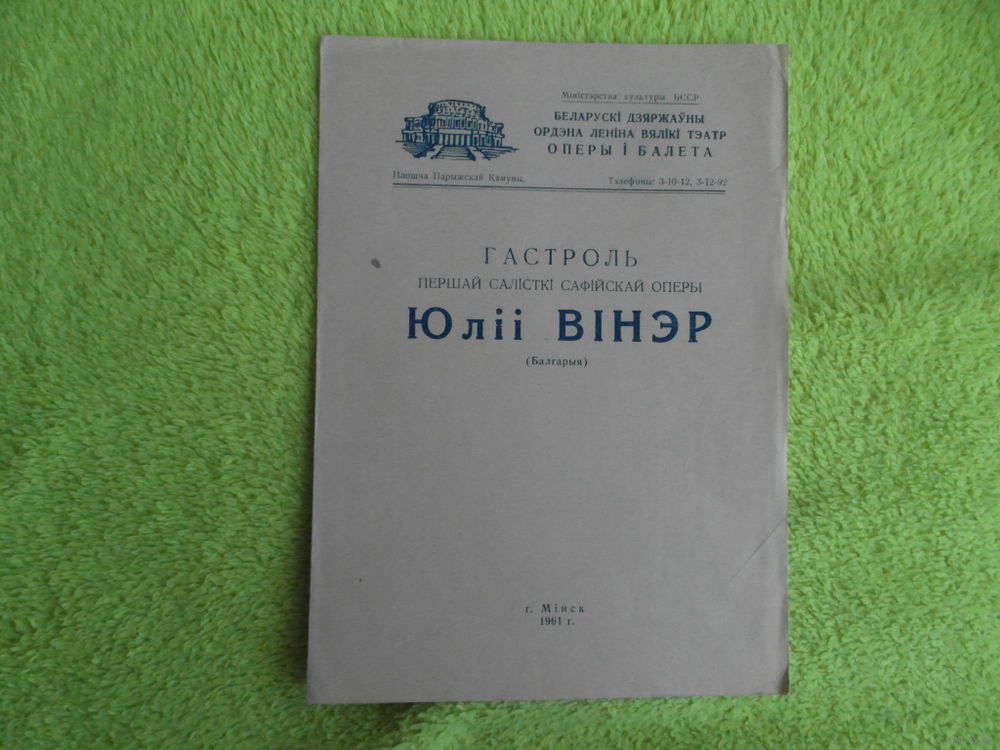 Міністэрства культуры БССР
БЕЛАРУСКІ ДЗЯРЖАЎНЫ
ОРДЭНА ЛЕНІНА ВЯЛІКІ ТЭАТР
ОПЕРЫ І БАЛЕТА
Плошча Парыжскай Камуны. Тэлефоны: 3-10-12, 3-12-92
ГАСТРОЛЬ
ПЕРШАЙ САЛІСТКІ САФІЙСКАЙ ОПЕРЫ
Юліі ВІНЭР
(Балгарыя)
г. Мінск
1961 г.